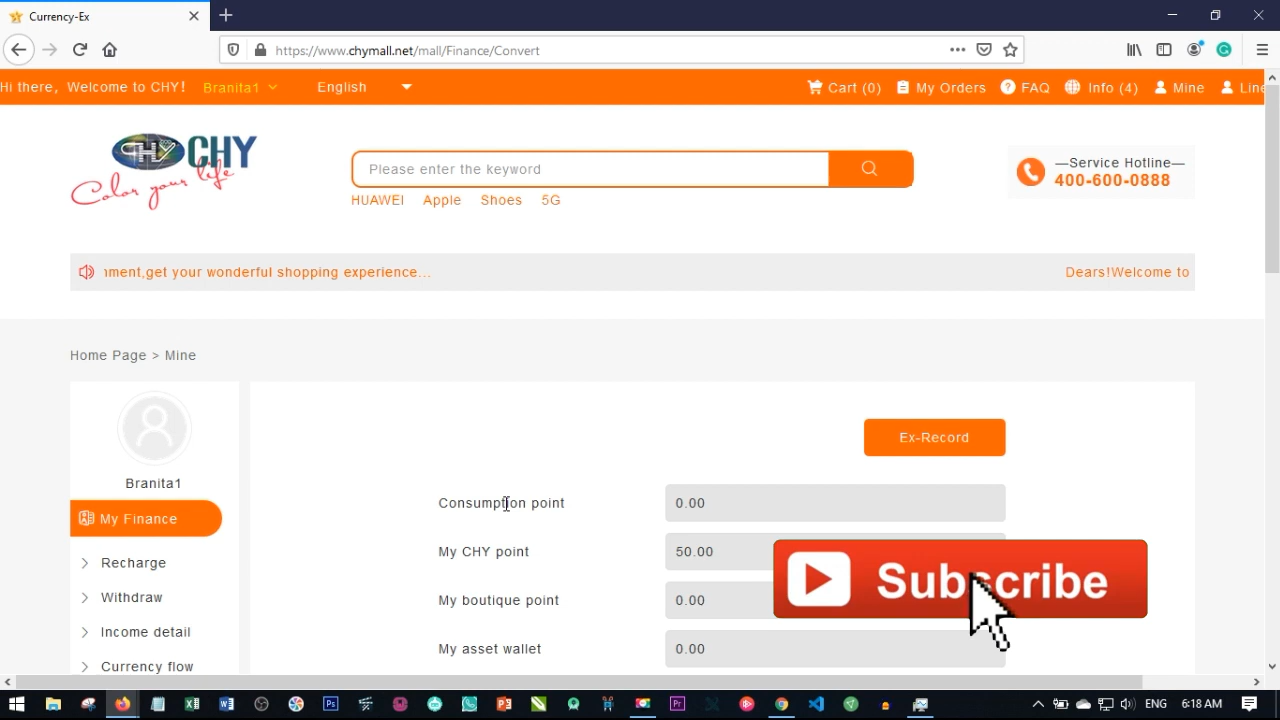 Currency-Ex
https://www.chymall.net/mall/Finance/Convert
Hi there, Welcome to CHY! Branita1 English Cart (0) My Orders FAQ Info (4) Mine Line
CHY CHY
Color your life
Please enter the keyword
—Service Hotline—
400-600-0888
HUAWEI Apple Shoes 5G
nment,get your wonderful shopping experience... Dears!Welcome to
Home Page > Mine
Ex-Record
Branita1
Consumption point 0.00
My Finance
My CHY point 50.00
Recharge
Subscribe
Withdraw
My boutique point 0.00
Income detail
My asset wallet 0.00
Currency flow
ENG 6:18 AM